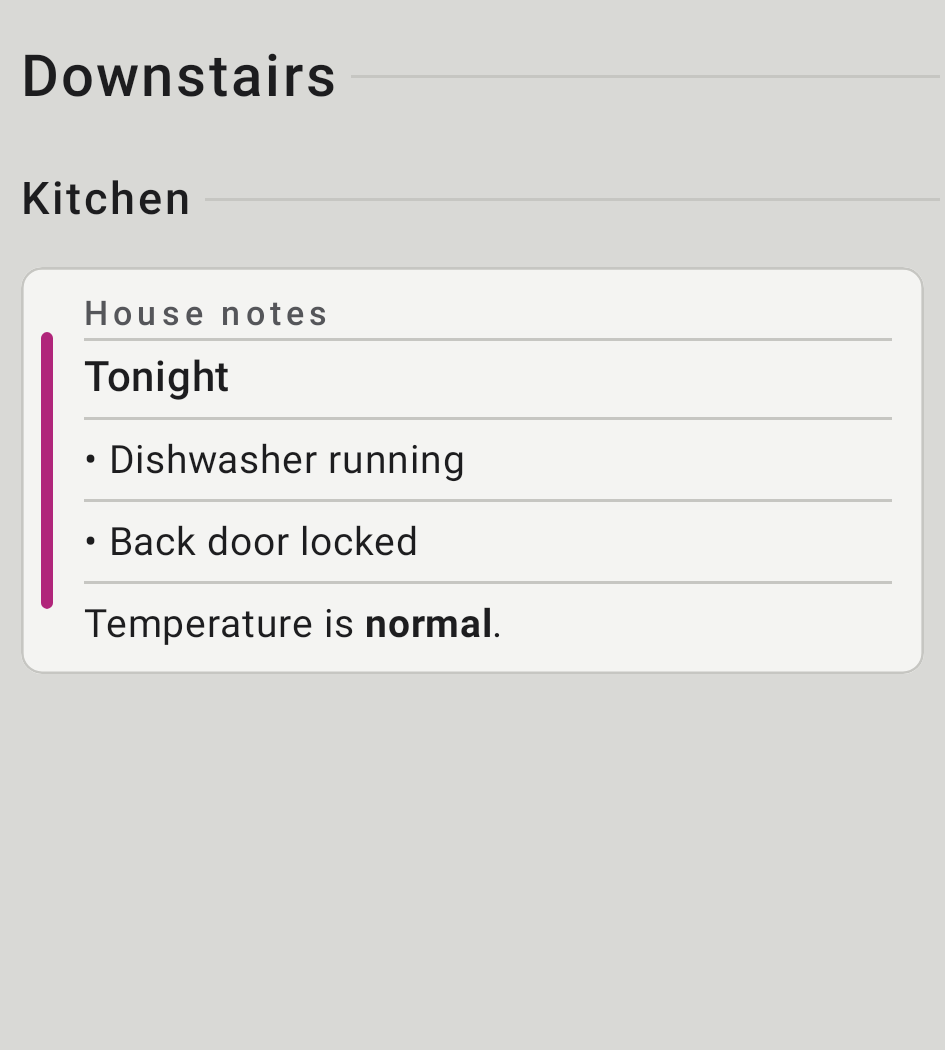 Downstairs
Kitchen
House notes
Tonight
• Dishwasher running
• Back door locked
Temperature is normal.